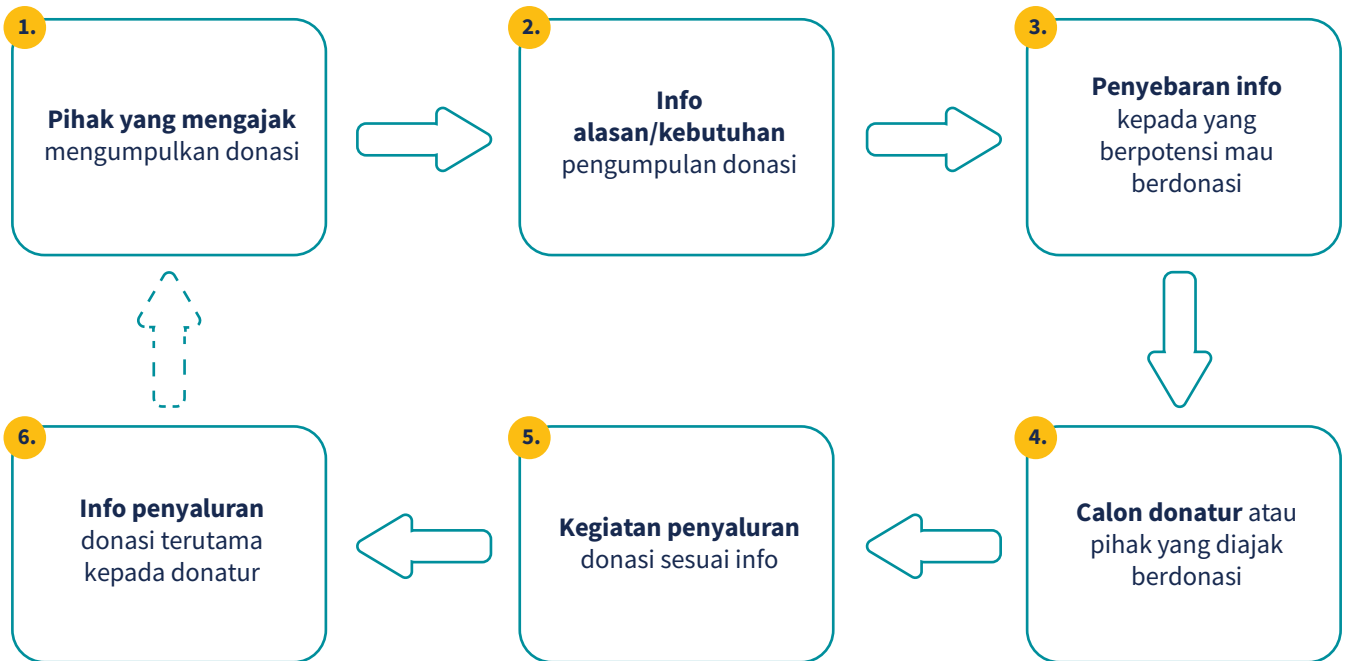 1.
Pihak yang mengajak
mengumpulkan donasi
2.
Info
alasan/kebutuhan
pengumpulan donasi
3.
Penyebaran info
kepada yang
berpotensi mau
berdonasi
4.
Calon donatur atau
pihak yang diajak
berdonasi
5.
Kegiatan penyaluran
donasi sesuai info
6.
Info penyaluran
donasi terutama
kepada donatur